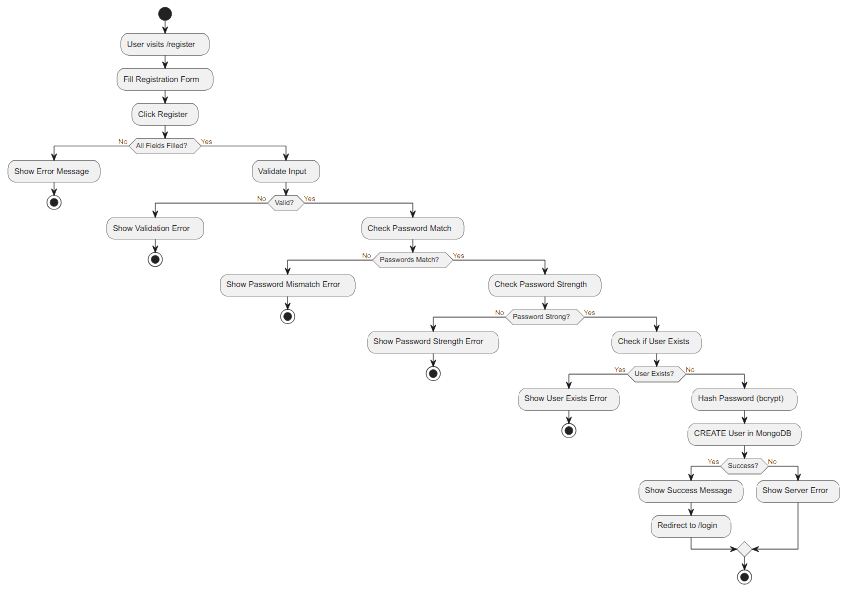 User visits /register
Fill Registration Form
Click Register
No
All Fields Filled?
Yes
Show Error Message
Validate Input
No
Valid?
Yes
Show Validation Error
Check Password Match
No
Passwords Match?
Yes
Show Password Mismatch Error
Check Password Strength
No
Password Strong?
Yes
Show Password Strength Error
Check if User Exists
Yes
User Exists?
No
Show User Exists Error
Hash Password (bcrypt)
CREATE User in MongoDB
Yes
Success?
No
Show Success Message
Show Server Error
Redirect to /login